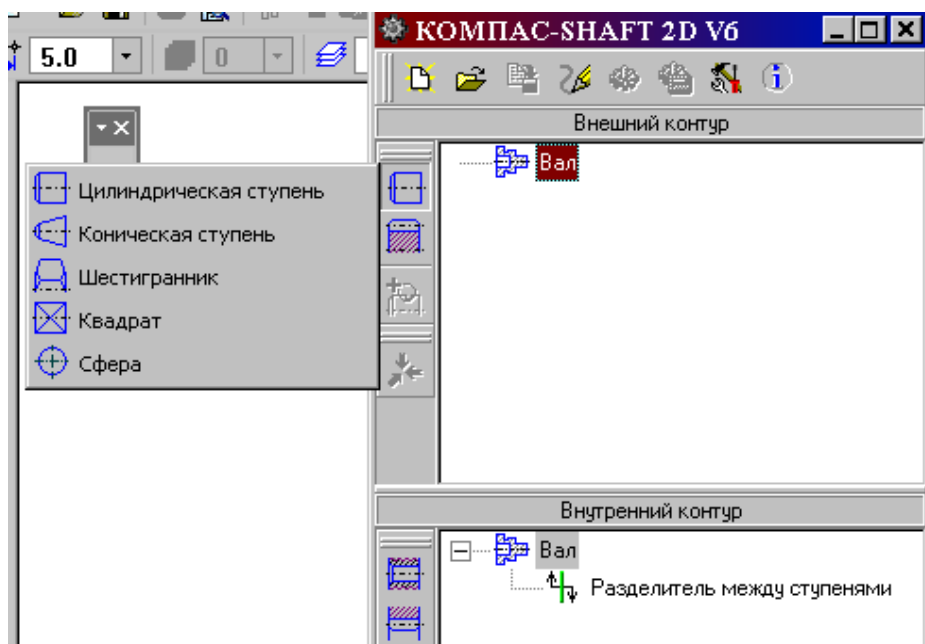 КОМПАС-SHAFT 2D V6
5.0
0
Внешний контур
Вал
Цилиндрическая ступень
Коническая ступень
Шестигранник
Квадрат
Сфера
Внутренний контур
Вал
Разделитель между ступенями